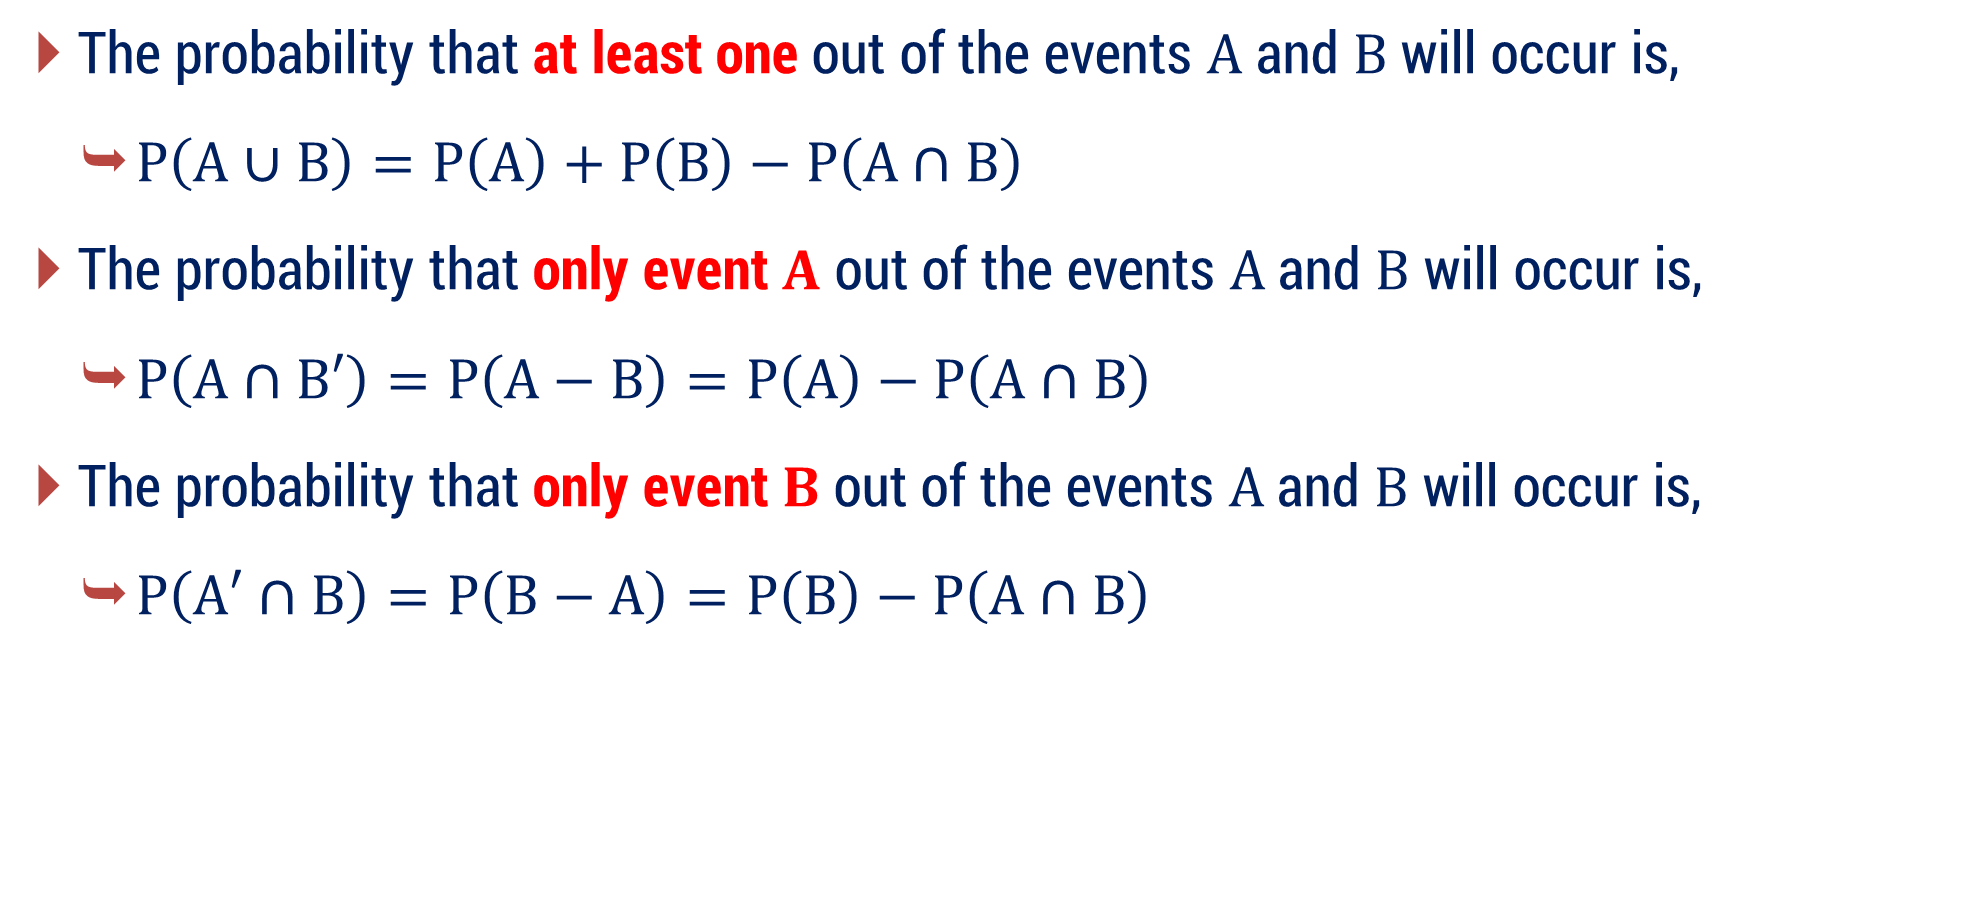 The probability that at least one out of the events A and B will occur is,
P(A ∪ B) = P(A) + P(B) − P(A ∩ B)
The probability that only event A out of the events A and B will occur is,
P(A ∩ B′) = P(A − B) = P(A) − P(A ∩ B)
The probability that only event B out of the events A and B will occur is,
P(A′ ∩ B) = P(B − A) = P(B) − P(A ∩ B)